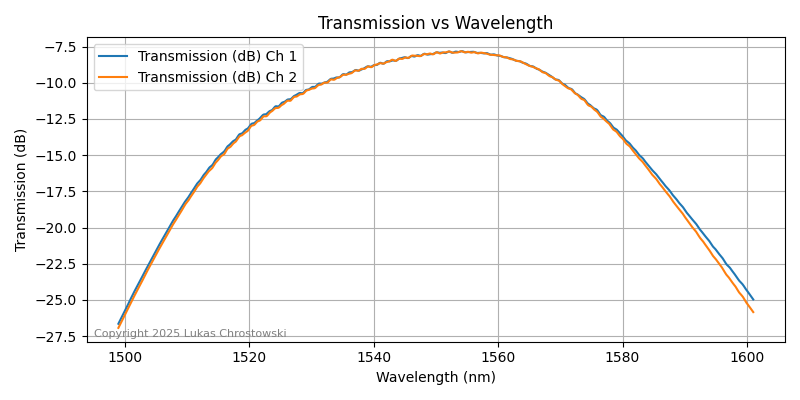 Transmission vs Wavelength
Transmission (dB) Ch 1
Transmission (dB) Ch 2
Transmission (dB)
−7.5
−10.0
−12.5
−15.0
−17.5
−20.0
−22.5
−25.0
−27.5
Copyright 2025 Lukas Chrostowski
1500 1520 1540 1560 1580 1600
Wavelength (nm)